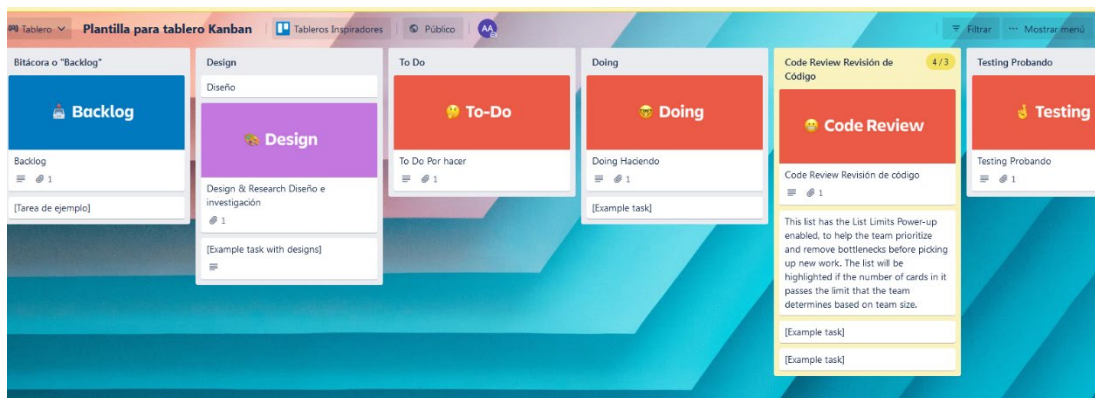 Tablero
Plantilla para tablero Kanban
Tableros Inspiradores
Público
AA
Filtrar
Mostrar menú
Bitácora o "Backlog"
Backlog
Backlog
1
[Tarea de ejemplo]
Design
Diseño
Design
Design & Research Diseño e
investigación
1
[Example task with designs]
To Do
To-Do
To Do Por hacer
1
Doing
Doing
Doing Haciendo
1
[Example task]
Code Review Revisión de
Código
4/3
Code Review
Code Review Revisión de código
1
This list has the List Limits Power-up
enabled, to help the team prioritize
and remove bottlenecks before picking
up new work. The list will be
highlighted if the number of cards in it
passes the limit that the team
determines based on team size.
[Example task]
[Example task]
Testing Probando
Testing
Testing Probando
1